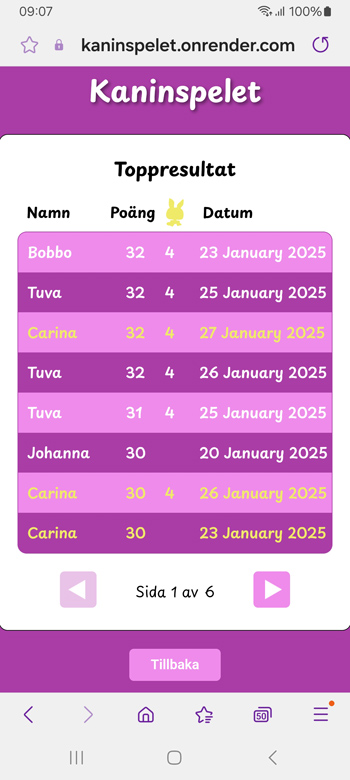 09:07 100%
kaninspelet.onrender.com
Kaninspelet
Toppresultat
Namn Poäng Datum
Bobbo 32 4 23 January 2025
Tuva 32 4 25 January 2025
Carina 32 4 27 January 2025
Tuva 32 4 26 January 2025
Tuva 31 4 25 January 2025
Johanna 30 20 January 2025
Carina 30 4 26 January 2025
Carina 30 23 January 2025
Sida 1 av 6
Tillbaka
50